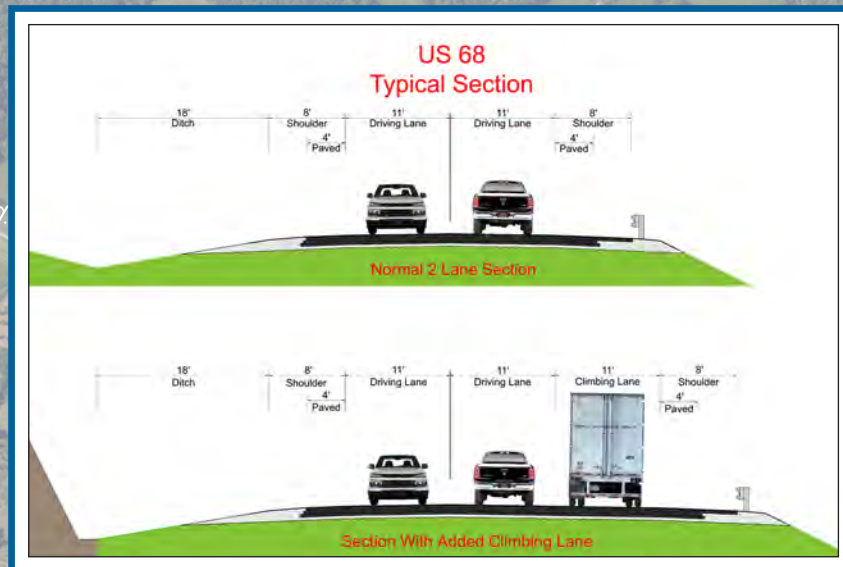 US 68
Typical Section
18'
Ditch
8'
Shoulder
11'
Driving Lane
11'
Driving Lane
8'
Shoulder
4'
Paved
4'
Paved
Normal 2 Lane Section
18'
Ditch
8'
Shoulder
11'
Driving Lane
11'
Driving Lane
11'
Climbing Lane
8'
Shoulder
4'
Paved
4'
Paved
Section With Added Climbing Lane